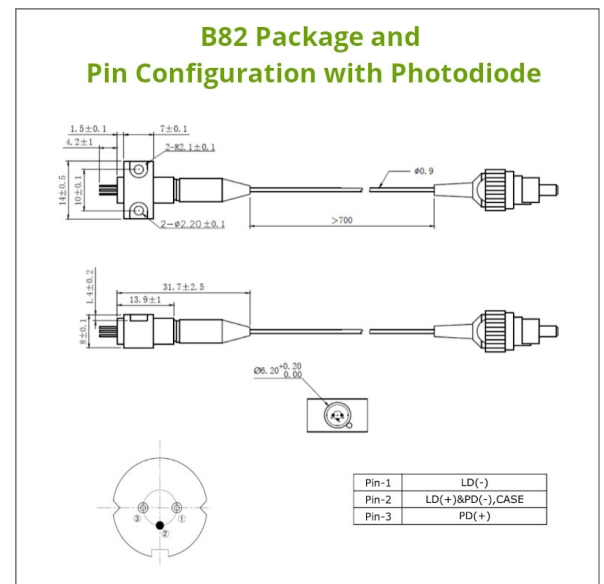 B82 Package and
Pin Configuration with Photodiode
1.5±0.1
7±0.1
4.2±1
2-R2.1±0.1
14±0.5
10±0.1
ø0.9
2-ø2.20±0.1
>700
1.4±0.2
31.7±2.5
13.9±1
8±0.1
Ø6.20+0.20
0.00
③ ①
②
Pin-1 LD(-)
Pin-2 LD(+)&PD(-),CASE
Pin-3 PD(+)